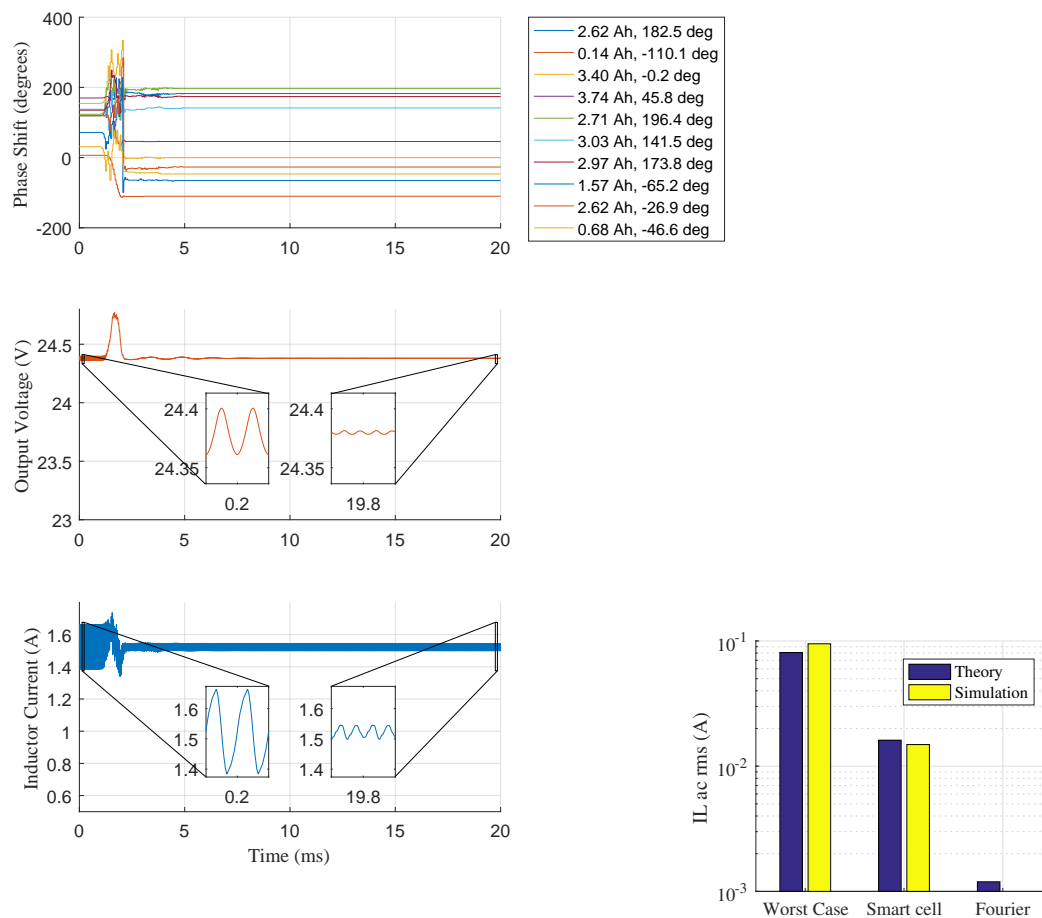 400
200
0
-200
Phase Shift (degrees)
0
5
10
15
20
2.62 Ah, 182.5 deg
0.14 Ah, -110.1 deg
3.40 Ah, -0.2 deg
3.74 Ah, 45.8 deg
2.71 Ah, 196.4 deg
3.03 Ah, 141.5 deg
2.97 Ah, 173.8 deg
1.57 Ah, -65.2 deg
2.62 Ah, -26.9 deg
0.68 Ah, -46.6 deg
24.5
24
23.5
23
Output Voltage (V)
24.4
24.35
0.2
24.4
24.35
19.8
0
5
10
15
20
1.6
1.4
1.2
1
0.8
0.6
Inductor Current (A)
1.6
1.5
1.4
0.2
1.6
1.5
1.4
19.8
0
5
10
15
20
Time (ms)
10-1
10-2
10-3
IL ac rms (A)
Theory
Simulation
Worst Case
Smart cell
Fourier